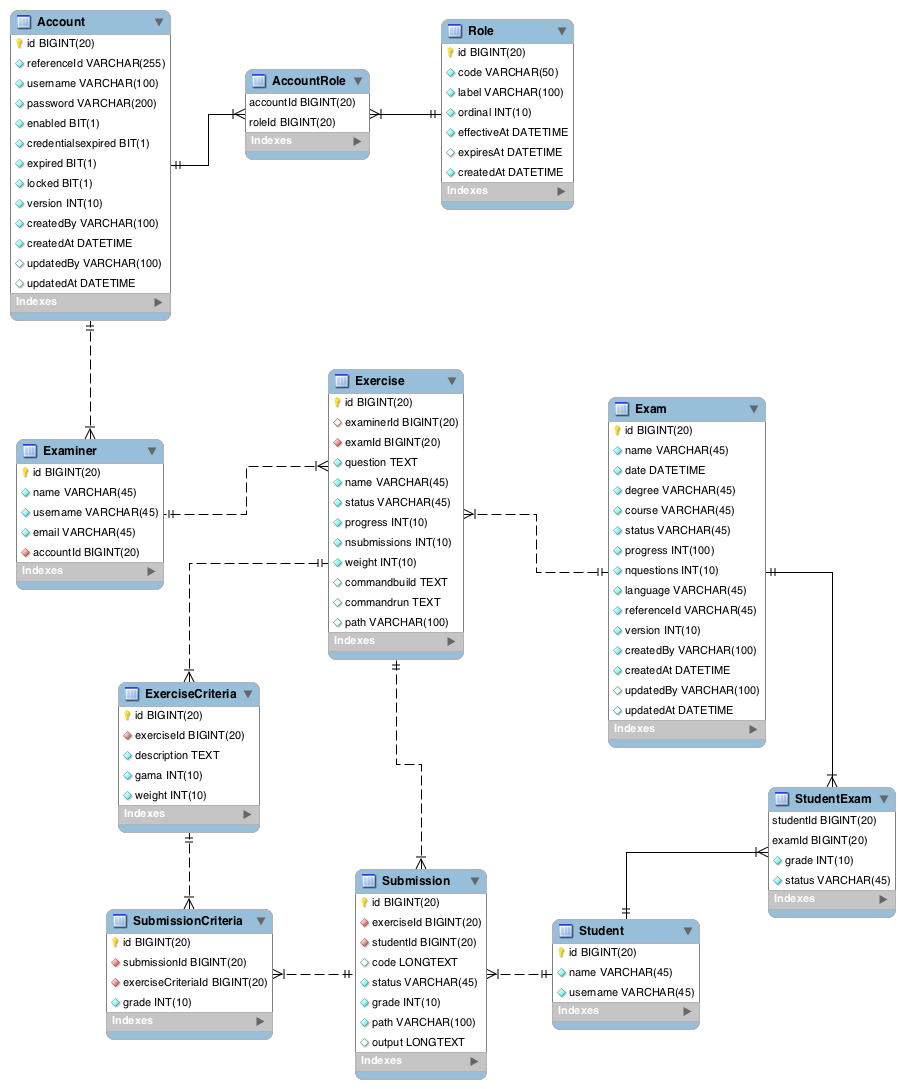 Account
id BIGINT(20)
referenceId VARCHAR(255)
username VARCHAR(100)
password VARCHAR(200)
enabled BIT(1)
credentialsexpired BIT(1)
expired BIT(1)
locked BIT(1)
version INT(10)
createdBy VARCHAR(100)
createdAt DATETIME
updatedBy VARCHAR(100)
updatedAt DATETIME
Indexes
AccountRole
accountId BIGINT(20)
roleId BIGINT(20)
Indexes
Role
id BIGINT(20)
code VARCHAR(50)
label VARCHAR(100)
ordinal INT(10)
effectiveAt DATETIME
expiresAt DATETIME
createdAt DATETIME
Indexes
Examiner
id BIGINT(20)
name VARCHAR(45)
username VARCHAR(45)
email VARCHAR(45)
accountId BIGINT(20)
Indexes
Exercise
id BIGINT(20)
examinerId BIGINT(20)
examId BIGINT(20)
question TEXT
name VARCHAR(45)
status VARCHAR(45)
progress INT(10)
nsubmissions INT(10)
weight INT(10)
commandbuild TEXT
commandrun TEXT
path VARCHAR(100)
Indexes
Exam
id BIGINT(20)
name VARCHAR(45)
date DATETIME
degree VARCHAR(45)
course VARCHAR(45)
status VARCHAR(45)
progress INT(100)
nquestions INT(10)
language VARCHAR(45)
referenceId VARCHAR(45)
version INT(10)
createdBy VARCHAR(100)
createdAt DATETIME
updatedBy VARCHAR(100)
updatedAt DATETIME
Indexes
ExerciseCriteria
id BIGINT(20)
exerciseId BIGINT(20)
description TEXT
gama INT(10)
weight INT(10)
Indexes
StudentExam
studentId BIGINT(20)
examId BIGINT(20)
grade INT(10)
status VARCHAR(45)
Indexes
SubmissionCriteria
id BIGINT(20)
submissionId BIGINT(20)
exerciseCriteriaId BIGINT(20)
grade INT(10)
Indexes
Submission
id BIGINT(20)
exerciseId BIGINT(20)
studentId BIGINT(20)
code LONGTEXT
status VARCHAR(45)
grade INT(10)
path VARCHAR(100)
output LONGTEXT
Indexes
Student
id BIGINT(20)
name VARCHAR(45)
username VARCHAR(45)
Indexes